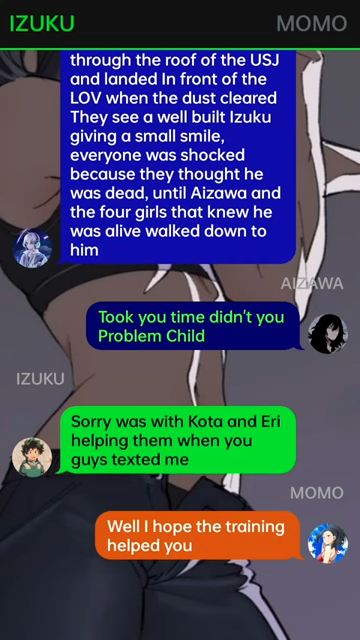 IZUKU
MOMO
through the roof of the USJ
and landed In front of the
LOV when the dust cleared
They see a well built Izuku
giving a small smile,
everyone was shocked
because they thought he
was dead, until Aizawa and
the four girls that knew he
was alive walked down to
him
AIZAWA
Took you time didn't you
Problem Child
IZUKU
Sorry was with Kota and Eri
helping them when you
guys texted me
MOMO
Well I hope the training
helped you